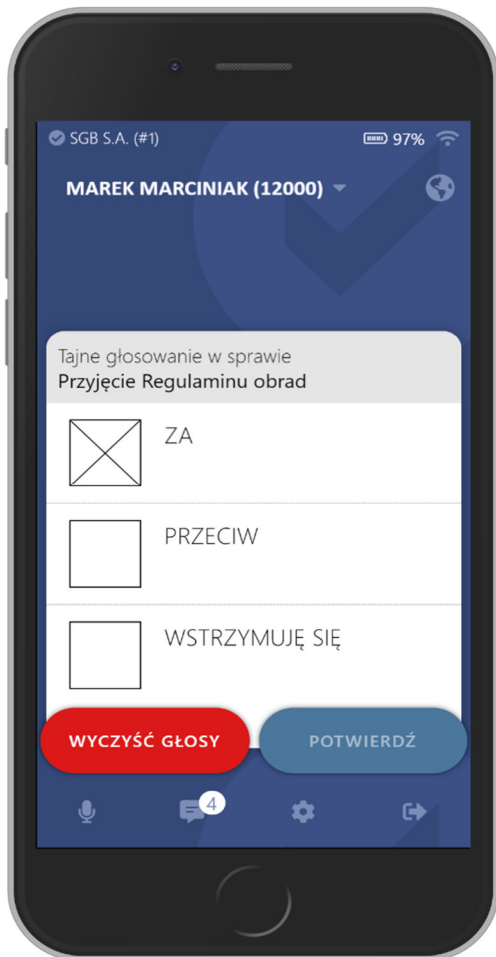 SGB S.A. (#1) 97%
MAREK MARCINIAK (12000)
Tajne głosowanie w sprawie
Przyjęcie Regulaminu obrad
ZA
PRZECIW
WSTRZYMUJĘ SIĘ
WYCZYŚĆ GŁOSY POTWIERDŹ
4